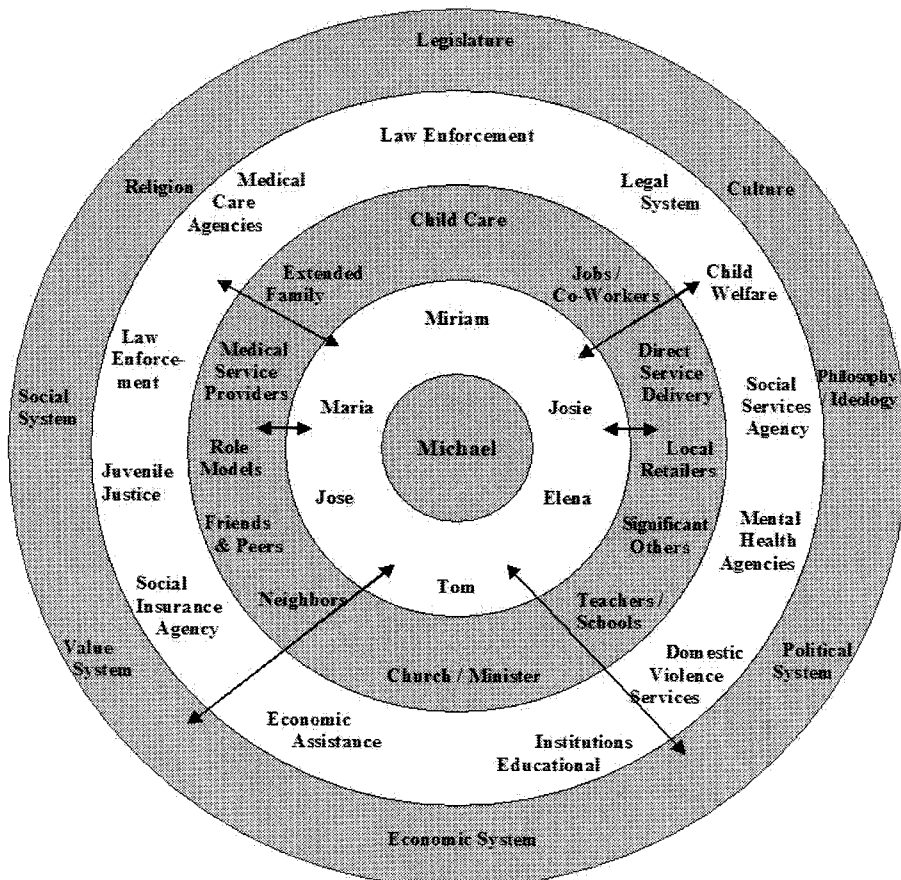 Legislature
Law Enforcement
Religion
Medical
Care
Agencies
Legal
System
Culture
Child Care
Extended
Family
Jobs /
Co-Workers
Child
Welfare
Miriam
Law
Enforce-
ment
Medical
Service
Providers
Direct
Service
Delivery
Social
System
Maria
Josie
Social
Services
Agency
Philosophy
/ Ideology
Michael
Role
Models
Local
Retailers
Juvenile
Justice
Jose
Elena
Friends
& Peers
Significant
Others
Mental
Health
Agencies
Social
Insurance
Agency
Neighbors
Tom
Teachers /
Schools
Value
System
Church / Minister
Domestic
Violence
Services
Political
System
Economic
Assistance
Institutions
Educational
Economic System